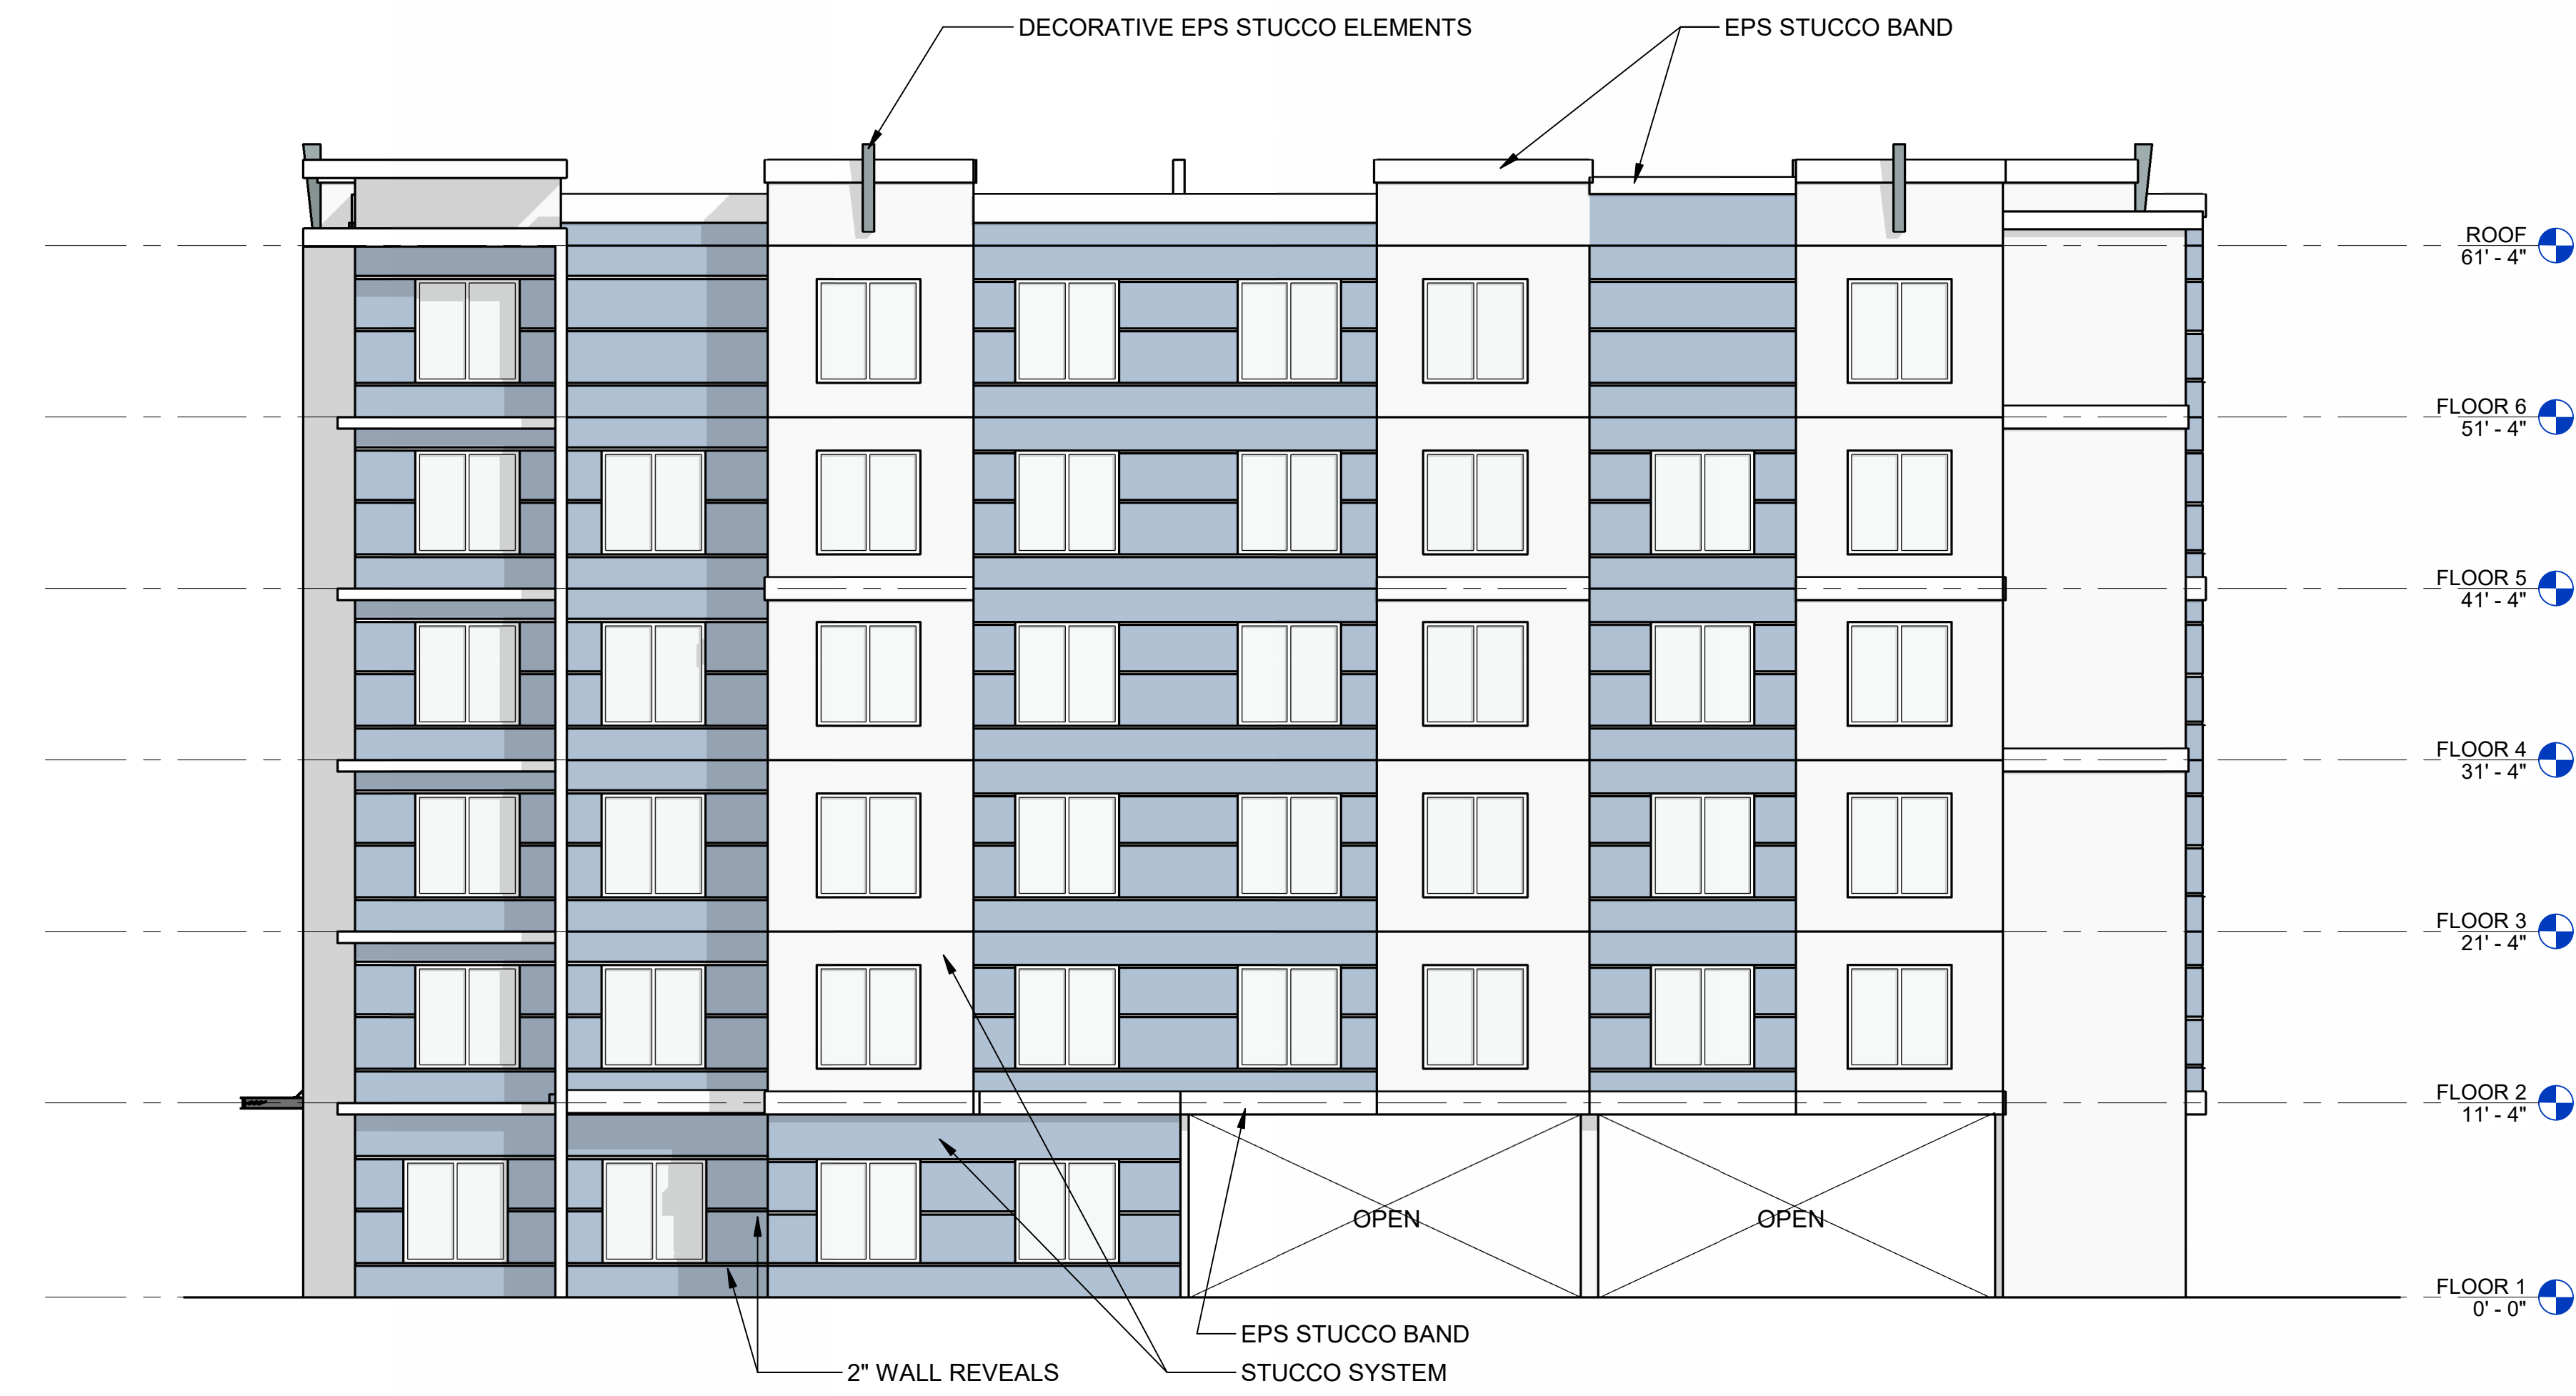 DECORATIVE EPS STUCCO ELEMENTS
EPS STUCCO BAND
ROOF
61' - 4"
FLOOR 6
51' - 4"
FLOOR 5
41' - 4"
FLOOR 4
31' - 4"
FLOOR 3
21' - 4"
FLOOR 2
11' - 4"
OPEN
OPEN
FLOOR 1
0' - 0"
EPS STUCCO BAND
2" WALL REVEALS
STUCCO SYSTEM